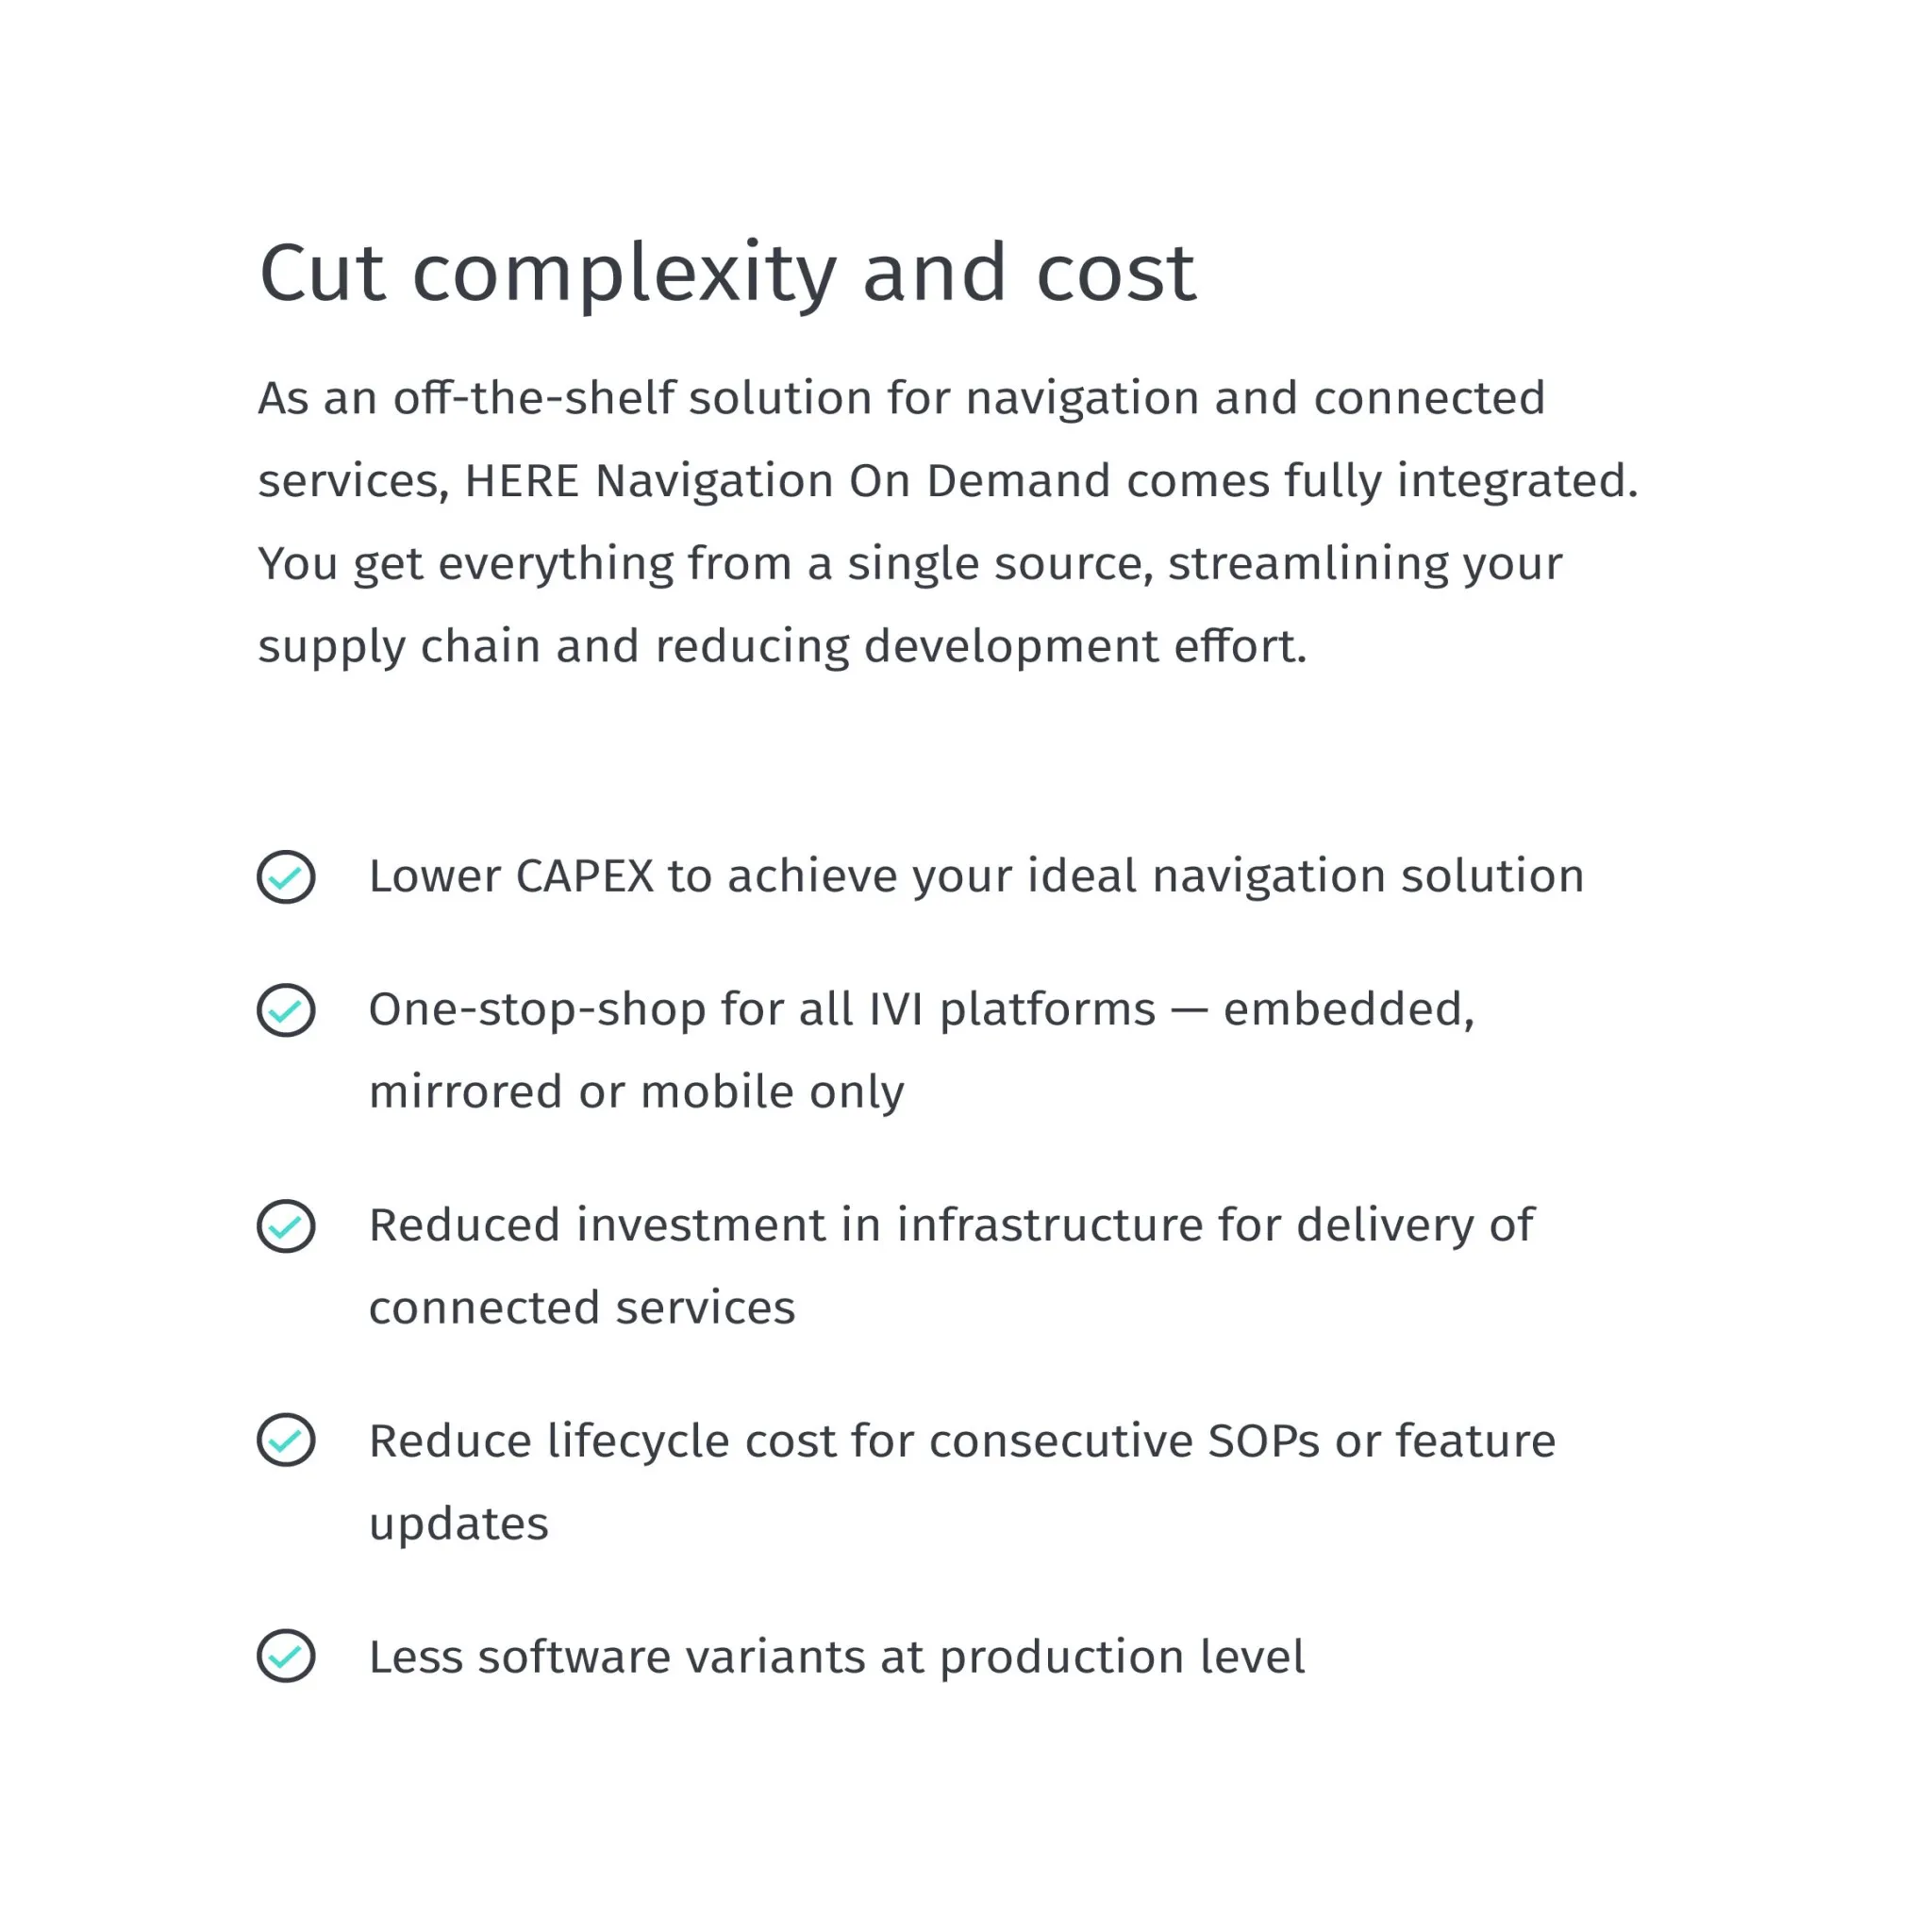 Cut complexity and cost
As an off-the-shelf solution for navigation and connected
services, HERE Navigation On Demand comes fully integrated.
You get everything from a single source, streamlining your
supply chain and reducing development effort.
Lower CAPEX to achieve your ideal navigation solution
One-stop-shop for all IVI platforms — embedded,
mirrored or mobile only
Reduced investment in infrastructure for delivery of
connected services
Reduce lifecycle cost for consecutive SOPs or feature
updates
Less software variants at production level